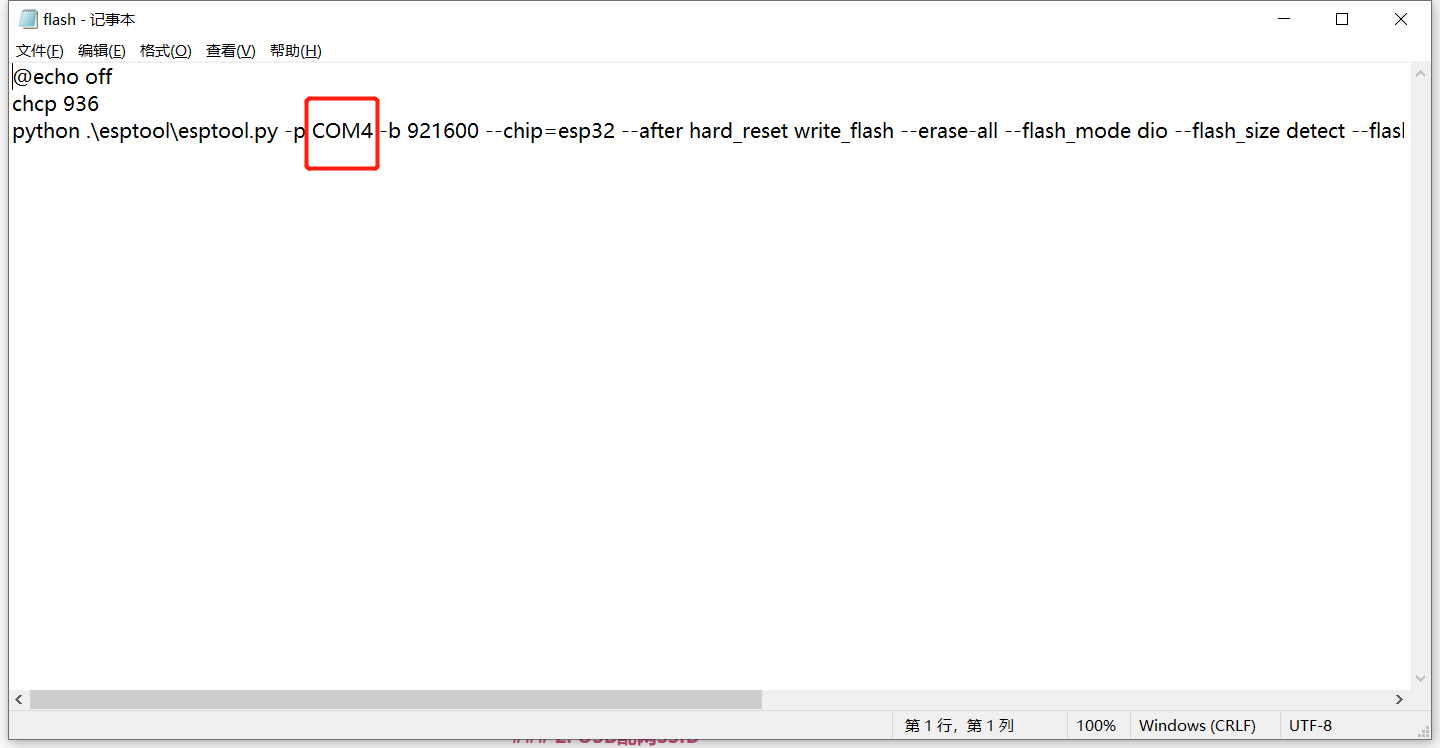 flash - 记事本
文件(F) 编辑(E) 格式(O) 查看(V) 帮助(H)
@echo off
chcp 936
python .\esptool\esptool.py -p COM4 -b 921600 --chip=esp32 --after hard_reset write_flash --erase-all --flash_mode dio --flash_size detect --flash
第 1 行，第 1 列 100% Windows (CRLF) UTF-8